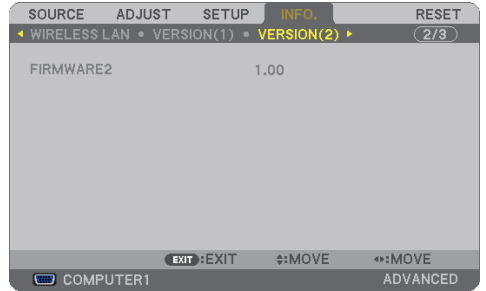 SOURCE ADJUST SETUP INFO. RESET
WIRELESS LAN • VERSION(1) • VERSION(2) 2/3
FIRMWARE2 1.00
EXIT :EXIT :MOVE :MOVE
COMPUTER1 ADVANCED